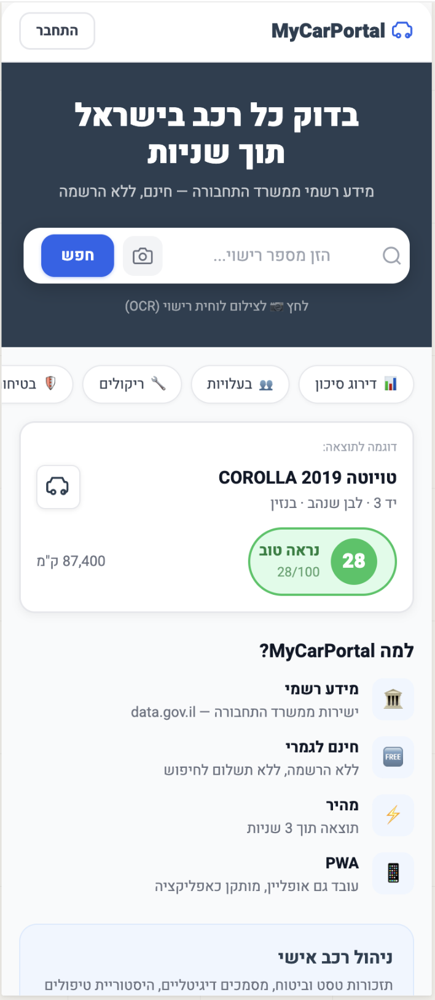 MyCarPortal
התחבר
בדוק כל רכב בישראל
תוך שניות
מידע רשמי ממשרד התחבורה — חינם, ללא הרשמה
הזן מספר רישוי...
חפש
לחץ 📷 לצילום לוחית רישוי (OCR)
📊 דירוג סיכון
👥 בעלויות
🔧 ריקולים
🛡️ בטיחו
דוגמה לתוצאה:
טויוטה COROLLA 2019
יד 3 · לבן שנהב · בנזין
28
נראה טוב
28/100
87,400 ק"מ
למה MyCarPortal?
מידע רשמי
ישירות ממשרד התחבורה — data.gov.il
FREE
חינם לגמרי
ללא הרשמה, ללא תשלום לחיפוש
מהיר
תוצאה תוך 3 שניות
PWA
עובד גם אופליין, מותקן כאפליקציה
ניהול רכב אישי
תזכורות טסט וביטוח, מסמכים דיגיטליים, היסטוריית טיפולים